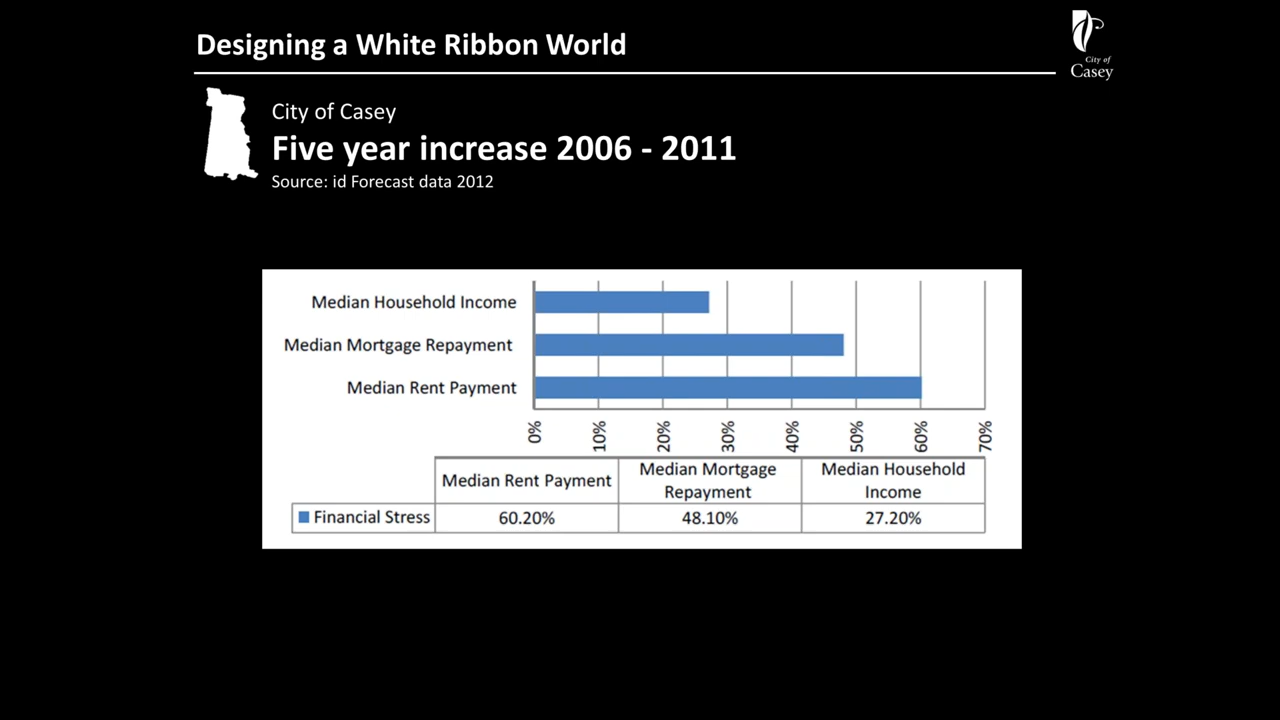 Designing a White Ribbon World
City of
Casey
City of Casey
Five year increase 2006 - 2011
Source: id Forecast data 2012
Median Household Income
Median Mortgage Repayment
Median Rent Payment
0% 10% 20% 30% 40% 50% 60% 70%
Median Rent Payment
Median Mortgage
Repayment
Median Household
Income
Financial Stress 60.20% 48.10% 27.20%